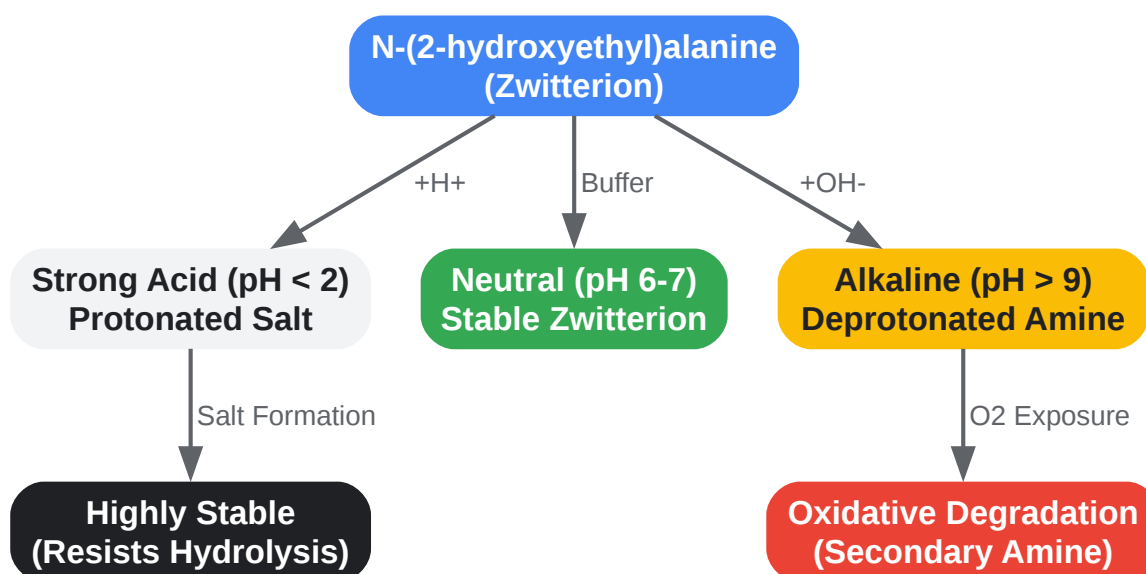 N-(2-hydroxyethyl)alanine
(Zwitterion)
+H+
Buffer
+OH-
Strong Acid (pH < 2)
Protonated Salt
Neutral (pH 6-7)
Stable Zwitterion
Alkaline (pH > 9)
Deprotonated Amine
Salt Formation
O2 Exposure
Highly Stable
(Resists Hydrolysis)
Oxidative Degradation
(Secondary Amine)